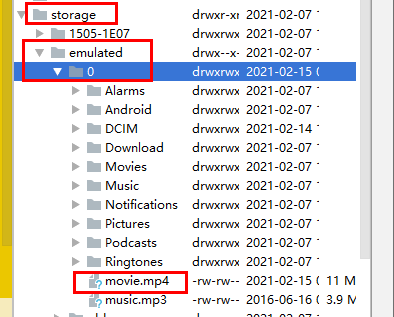 storage drwxr-xr 2021-02-07
1505-1E07 drwxrwx 2021-02-07
emulated drwx--x- 2021-02-07
0 drwxrwx 2021-02-15 0
Alarms drwxrwx 2021-02-07
Android drwxrwx 2021-02-07
DCIM drwxrwx 2021-02-14
Download drwxrwx 2021-02-07
Movies drwxrwx 2021-02-07
Music drwxrwx 2021-02-07
Notifications drwxrwx 2021-02-07
Pictures drwxrwx 2021-02-07
Podcasts drwxrwx 2021-02-07
Ringtones drwxrwx 2021-02-07
movie.mp4 -rw-rw-- 2021-02-15 0 11 M
music.mp3 -rw-rw-- 2016-06-16 0 3.9 M